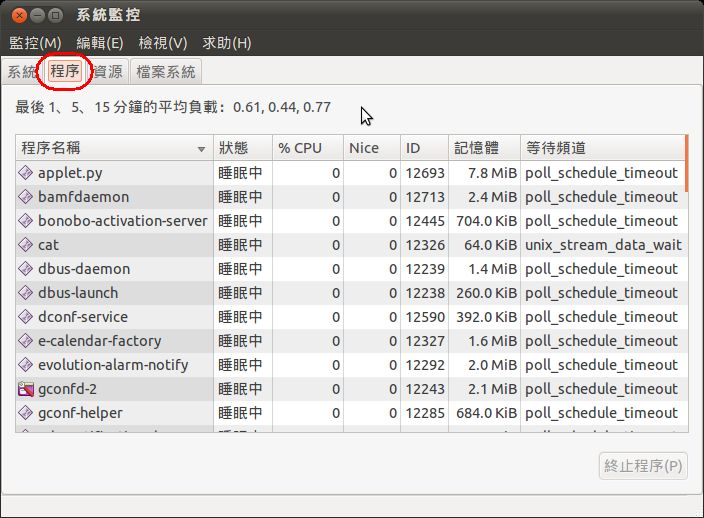 系統監控
監控(M) 編輯(E) 檢視(V) 求助(H)
系統 程序 資源 檔案系統
最後 1、5、15 分鐘的平均負載: 0.61, 0.44, 0.77
程序名稱 狀態 % CPU Nice ID 記憶體 等待頻道
applet.py 睡眠中 0 0 12693 7.8 MiB poll_schedule_timeout
bamfdaemon 睡眠中 0 0 12713 2.4 MiB poll_schedule_timeout
bonobo-activation-server 睡眠中 0 0 12445 704.0 KiB poll_schedule_timeout
cat 睡眠中 0 0 12326 64.0 KiB unix_stream_data_wait
dbus-daemon 睡眠中 0 0 12239 1.4 MiB poll_schedule_timeout
dbus-launch 睡眠中 0 0 12238 260.0 KiB poll_schedule_timeout
dconf-service 睡眠中 0 0 12590 392.0 KiB poll_schedule_timeout
e-calendar-factory 睡眠中 0 0 12327 1.6 MiB poll_schedule_timeout
evolution-alarm-notify 睡眠中 0 0 12292 2.0 MiB poll_schedule_timeout
gconfd-2 睡眠中 0 0 12243 2.1 MiB poll_schedule_timeout
gconf-helper 睡眠中 0 0 12285 684.0 KiB poll_schedule_timeout
終止程序(P)